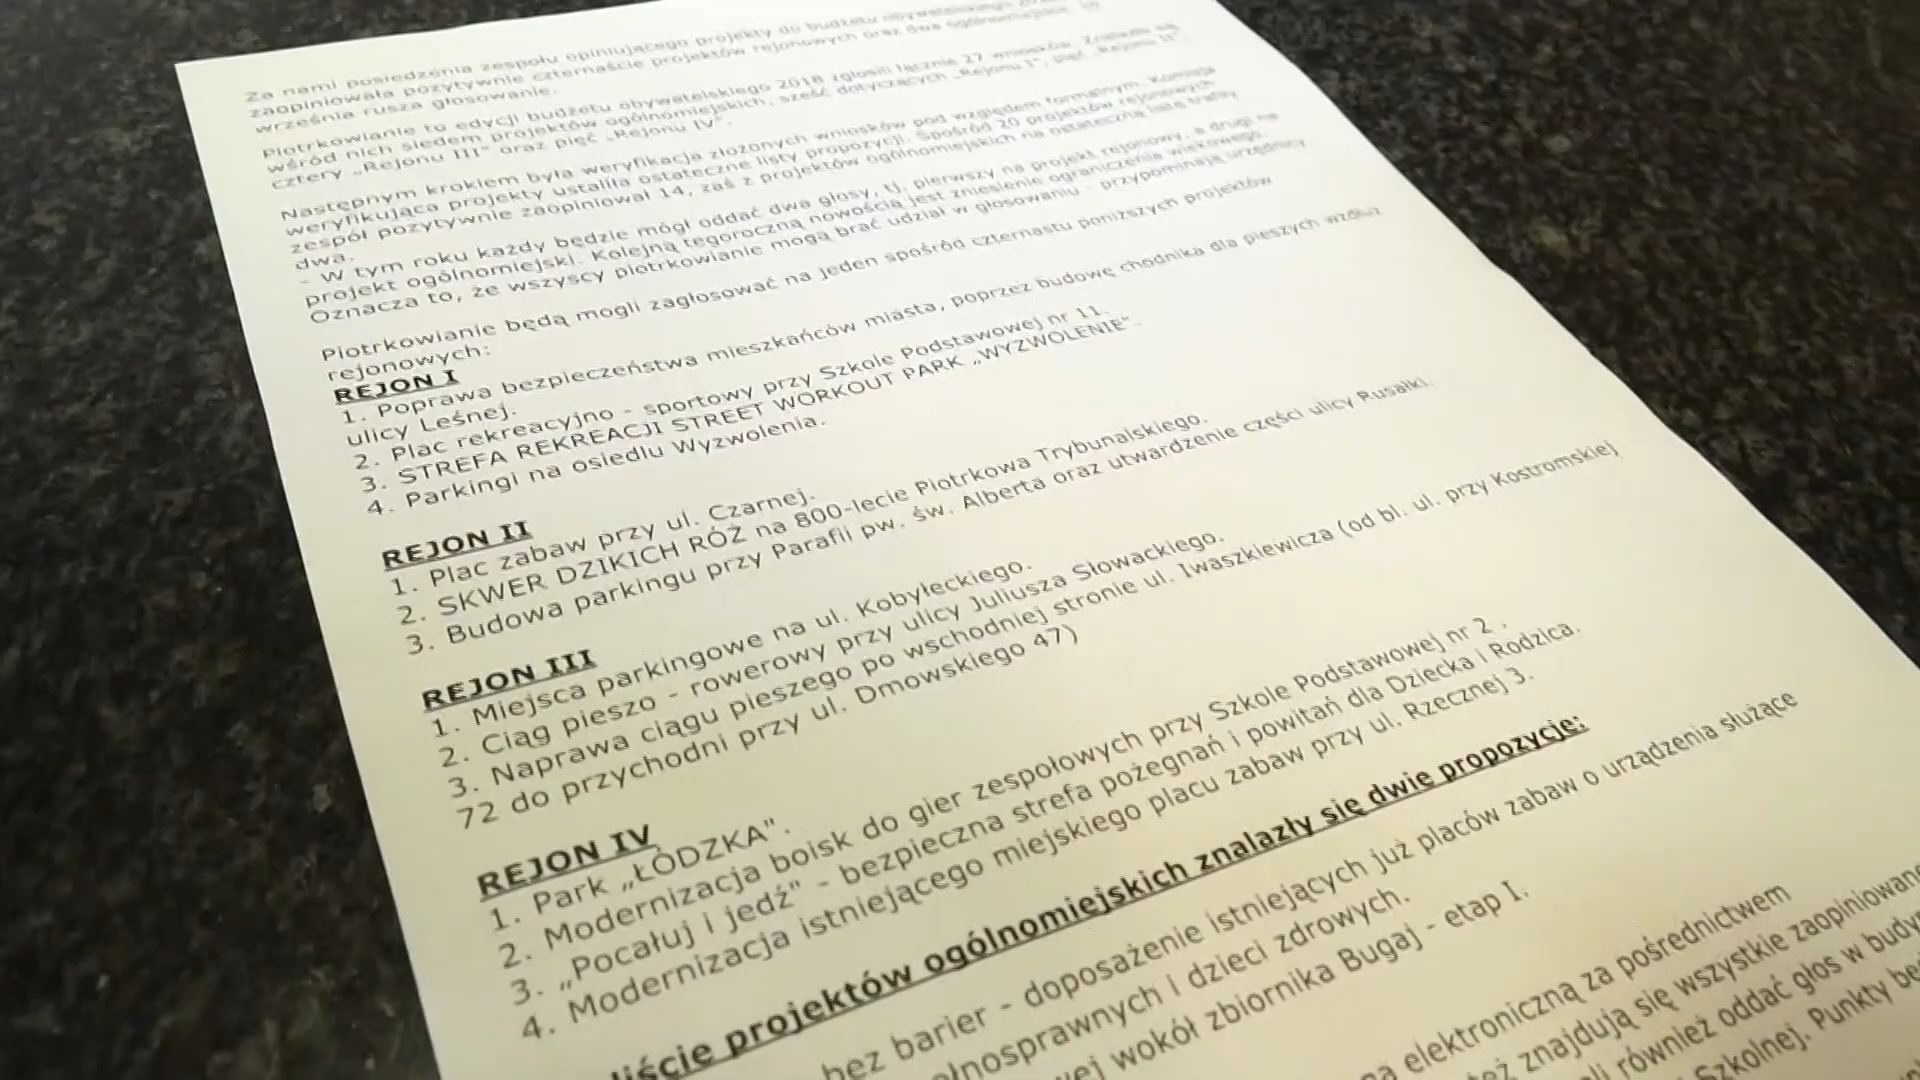 Za nami posiedzenia zespołu opiniującego projekty do budżetu obywatelskiego
zaopiniowała pozytywnie czternaście projektów rejonowych oraz dwa ogólnomiejskie.
września rusza głosowanie.
Piotrkowianie to edycji budżetu obywatelskiego 2018 zgłosili łącznie 27 wniosków. Znalazło się
wśród nich siedem projektów ogólnomiejskich, sześć dotyczących „Rejonu I", pięć „Rejonu II",
cztery „Rejonu III" oraz pięć „Rejonu IV".
Następnym krokiem była weryfikacja złożonych wniosków pod względem formalnym. Komisja
weryfikująca projekty ustaliła ostateczne listy propozycji. Spośród 20 projektów rejonowych
zespół pozytywnie zaopiniował 14, zaś z projektów ogólnomiejskich na ostateczną listę trafiły
dwa.
- W tym roku każdy będzie mógł oddać dwa głosy, tj. pierwszy na projekt rejonowy, a drugi na
projekt ogólnomiejski. Kolejną tegoroczną nowością jest zniesienie ograniczenia wiekowego.
Oznacza to, że wszyscy piotrkowianie mogą brać udział w głosowaniu - przypominają urzędnicy.
Piotrkowianie będą mogli zagłosować na jeden spośród czternastu poniższych projektów
rejonowych:
REJON I
1. Poprawa bezpieczeństwa mieszkańców miasta, poprzez budowę chodnika dla pieszych wzdłuż
ulicy Leśnej.
2. Plac rekreacyjno - sportowy przy Szkole Podstawowej nr 11.
3. STREFA REKREACJI STREET WORKOUT PARK „WYZWOLENIE".
4. Parkingi na osiedlu Wyzwolenia.
REJON II
1. Plac zabaw przy ul. Czarnej.
2. SKWER DZIKICH RÓŻ na 800-lecie Piotrkowa Trybunalskiego.
3. Budowa parkingu przy Parafii pw. św. Alberta oraz utwardzenie części ulicy Rusałki.
REJON III
1. Miejsca parkingowe na ul. Kobyłeckiego.
2. Ciąg pieszo - rowerowy przy ulicy Juliusza Słowackiego.
3. Naprawa ciągu pieszego po wschodniej stronie ul. Iwaszkiewicza (od bl. ul. przy Kostromskiej
72 do przychodni przy ul. Dmowskiego 47)
REJON IV
1. Park „ŁÓDZKA".
2. Modernizacja boisk do gier zespołowych przy Szkole Podstawowej nr 2 .
3. „Pocałuj i jedź" - bezpieczna strefa pożegnań i powitań dla Dziecka i Rodzica.
4. Modernizacja istniejącego miejskiego placu zabaw przy ul. Rzecznej 3.
liście projektów ogólnomiejskich znalazły się dwie propozycje:
bez barier - doposażenie istniejących już placów zabaw o urządzenia służące
łnosprawnych i dzieci zdrowych.
wej wokół zbiornika Bugaj - etap I.
elektroniczną za pośrednictwem
znajdują się wszystkie zaopiniowane
również oddać głos w budy
Szkolnej. Punkty